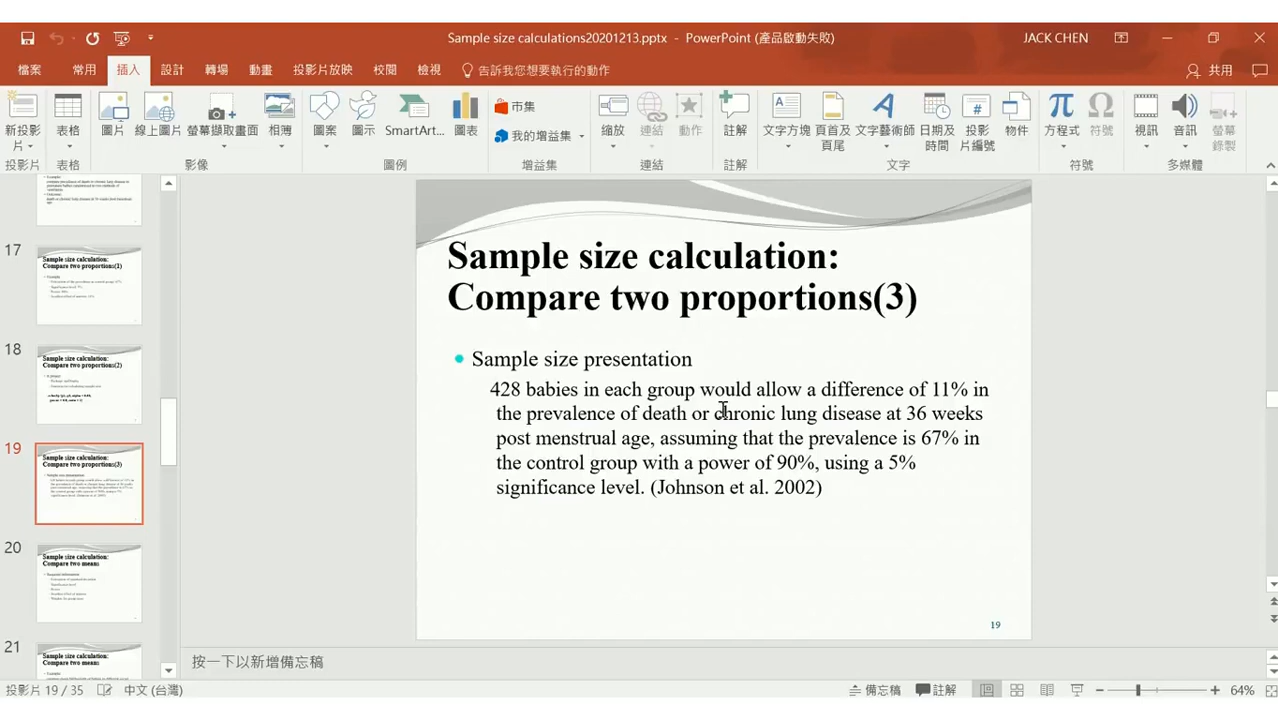 Sample size calculations20201213.pptx - PowerPoint (產品啟動失敗)
JACK CHEN
檔案 常用 插入 設計 轉場 動畫 投影片放映 校閱 檢視 告訴我您想要執行的動作 共用
新投影片 表格 圖片 線上圖片 螢幕擷取畫面 相簿 圖案 圖示 SmartArt... 圖表 市集 我的增益集 縮放 連結 動作 註解 文字方塊 頁首及頁尾 文字藝術師 日期及時間 投影片編號 物件 方程式 符號 視訊 音訊 螢幕錄製
投影片 表格 影像 圖例 增益集 連結 註解 文字 符號 多媒體
17
Sample size calculation:
Compare two proportions(1)
18
Sample size calculation:
Compare two proportions(2)
19
Sample size calculation:
Compare two proportions(3)
20
Sample size calculation:
Compare two means
21
Sample size calculation:
Compare two means
Sample size calculation:
Compare two proportions(3)
Sample size presentation
428 babies in each group would show a difference of 11% in
the prevalence of death or chronic lung disease at 36 weeks
post menstrual age, assuming that the prevalence is 67% in
the control group with a power of 90%, using a 5%
significance level. (Johnson et al. 2002)
19
按一下以新增備忘稿
投影片 19 / 35 中文 (台灣) 備忘稿 註解 64%